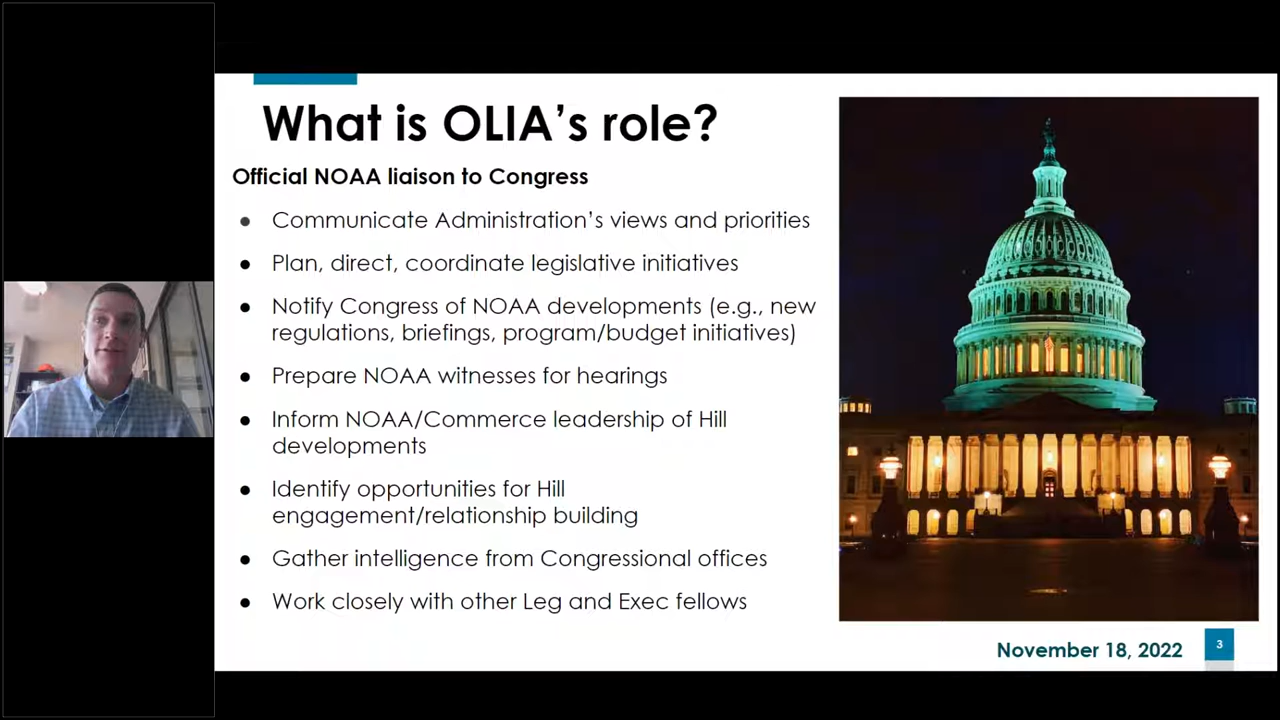 What is OLIA's role?
Official NOAA liaison to Congress
● Communicate Administration's views and priorities
● Plan, direct, coordinate legislative initiatives
● Notify Congress of NOAA developments (e.g., new
regulations, briefings, program/budget initiatives)
● Prepare NOAA witnesses for hearings
● Inform NOAA/Commerce leadership of Hill
developments
● Identify opportunities for Hill
engagement/relationship building
● Gather intelligence from Congressional offices
● Work closely with other Leg and Exec fellows
November 18, 2022
3